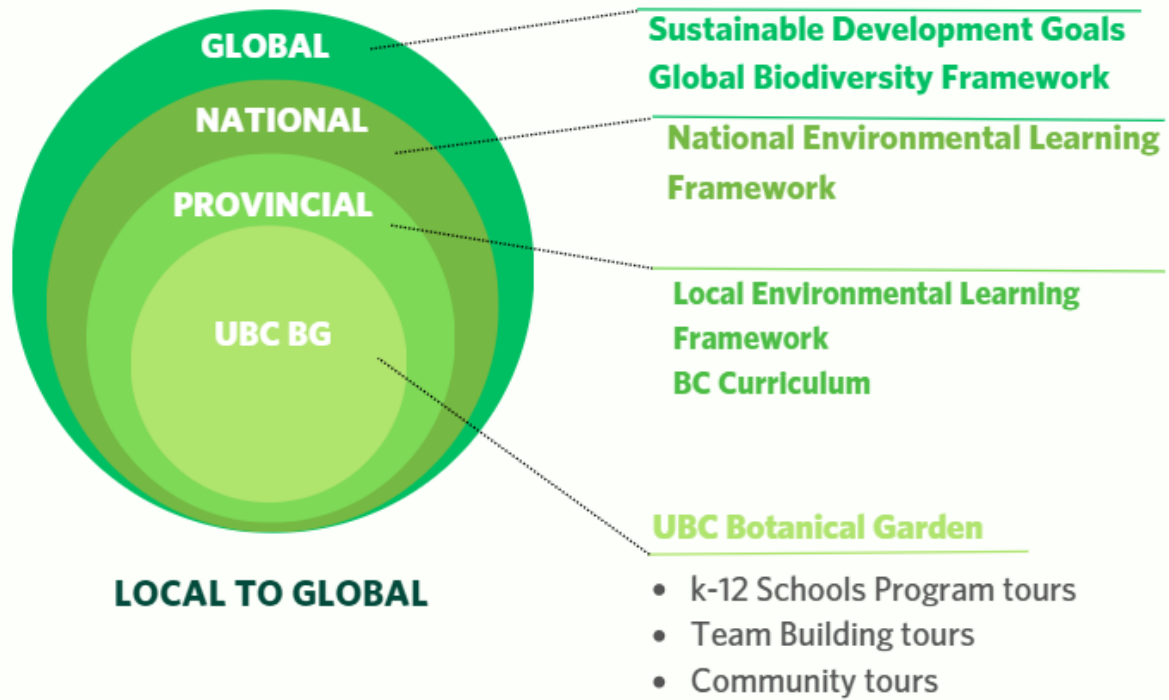 GLOBAL
NATIONAL
PROVINCIAL
UBC BG
LOCAL TO GLOBAL
Sustainable Development Goals
Global Biodiversity Framework
National Environmental Learning
Framework
Local Environmental Learning
Framework
BC Curriculum
UBC Botanical Garden
• k-12 Schools Program tours
• Team Building tours
• Community tours